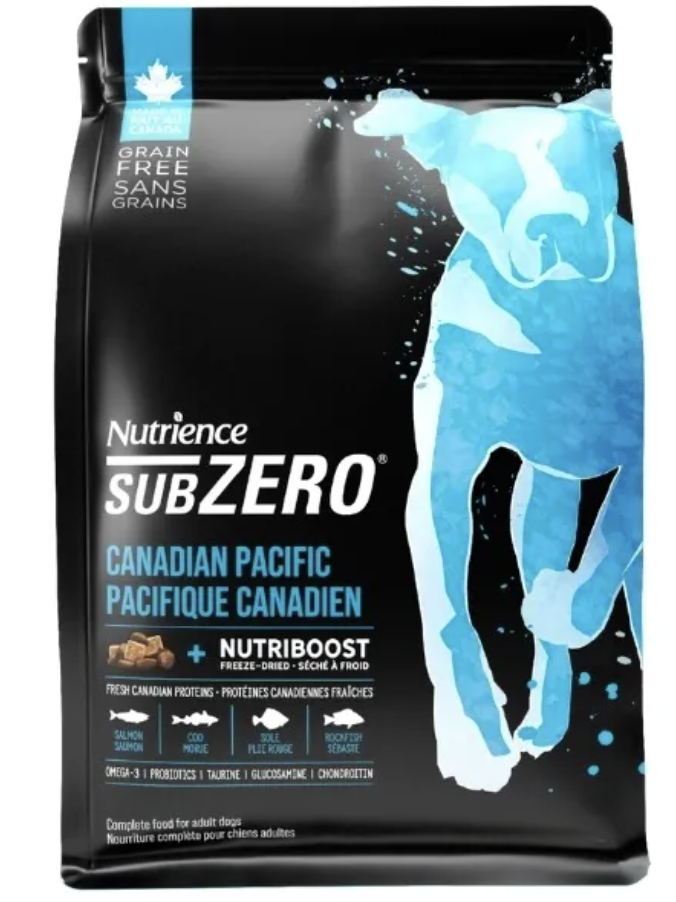 MADE IN
FAIT AU
CANADA
GRAIN
FREE
SANS
GRAINS
Nutrience
SUBZERO®
CANADIAN PACIFIC
PACIFIQUE CANADIEN
+ NUTRIBOOST
FREEZE-DRIED · SÉCHÉ À FROID
FRESH CANADIAN PROTEINS · PROTÉINES CANADIENNES FRAÎCHES
SALMON
SAUMON
COD
MORUE
SOLE
PLIE ROUGE
ROCKFISH
SÉBASTE
OMEGA-3 | PROBIOTICS | TAURINE | GLUCOSAMINE | CHONDROITIN
Complete food for adult dogs
Nourriture complète pour chiens adultes